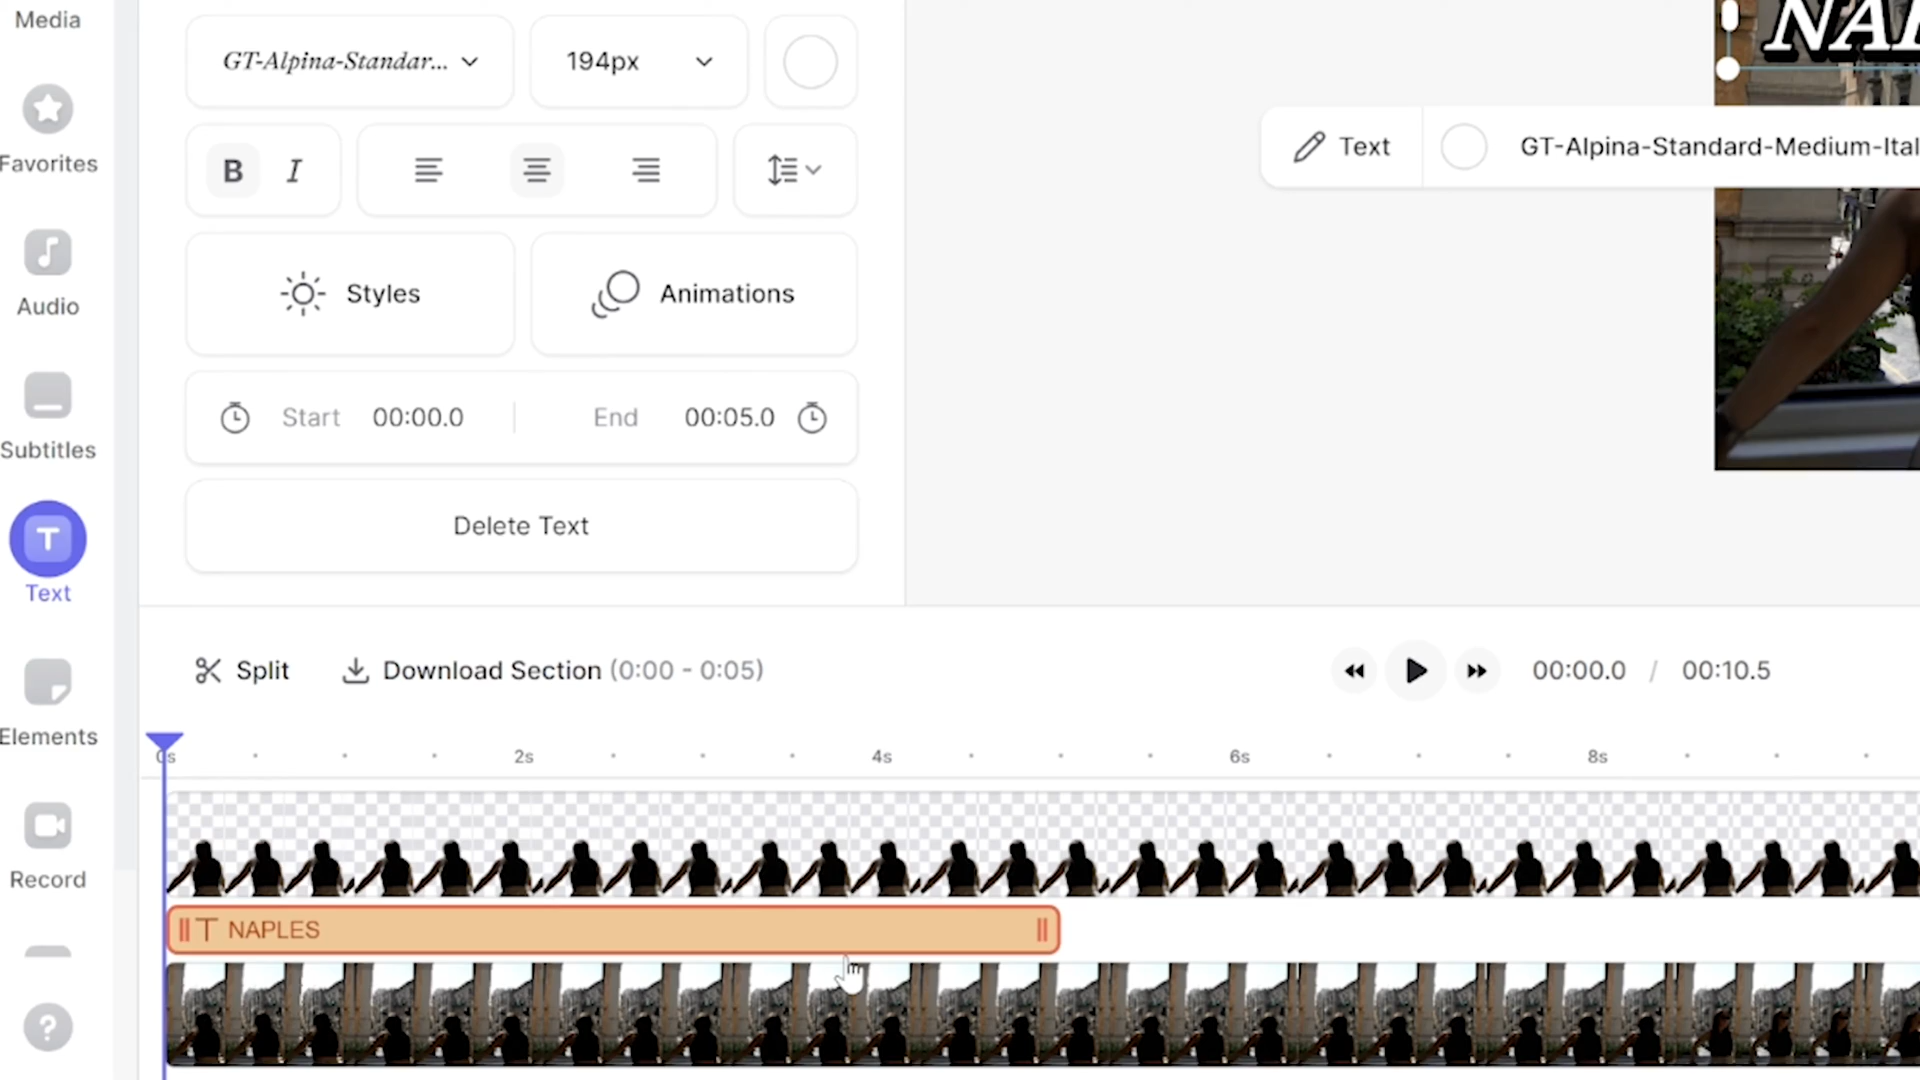 Media
Favorites
Audio
Subtitles
Text
Elements
Record
?
GT-Alpina-Standar...
194px
B I
Styles
Animations
Start 00:00.0
End 00:05.0
Delete Text
Text
GT-Alpina-Standard-Medium-Ital
Split
Download Section (0:00 - 0:05)
00:00.0 / 00:10.5
0s 2s 4s 6s 8s
T NAPLES